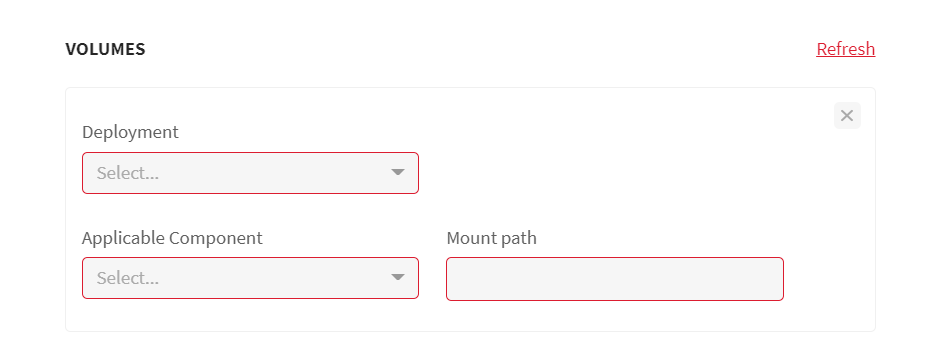 VOLUMES
Refresh
Deployment
Select...
Applicable Component
Mount path
Select...